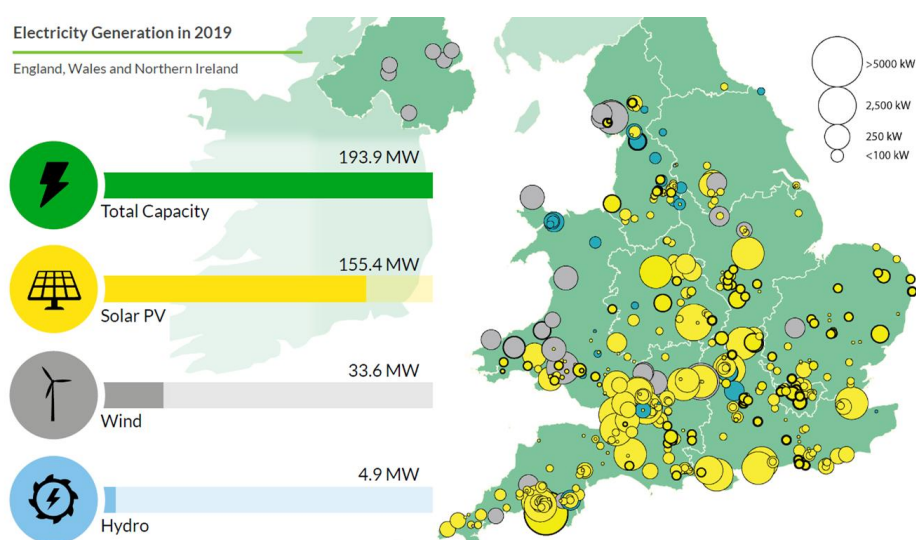 Electricity Generation in 2019
England, Wales and Northern Ireland
193.9 MW
Total Capacity
155.4 MW
Solar PV
33.6 MW
Wind
4.9 MW
Hydro
>5000 kW
2,500 kW
250 kW
<100 kW